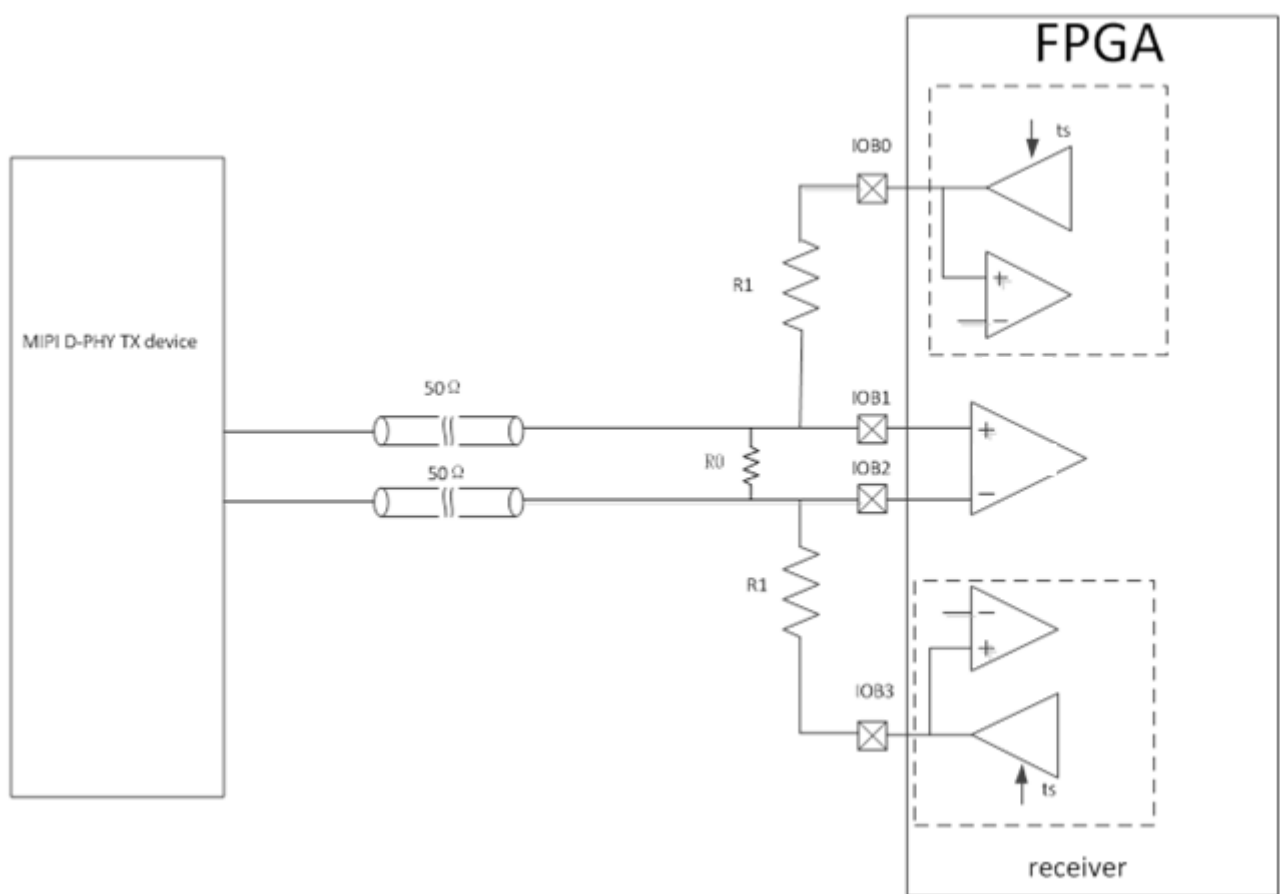 FPGA
ts
IOB0
+
−
R1
MIPI D-PHY TX device
50Ω
IOB1
+
R0
50Ω
IOB2
−
R1
−
+
IOB3
ts
receiver